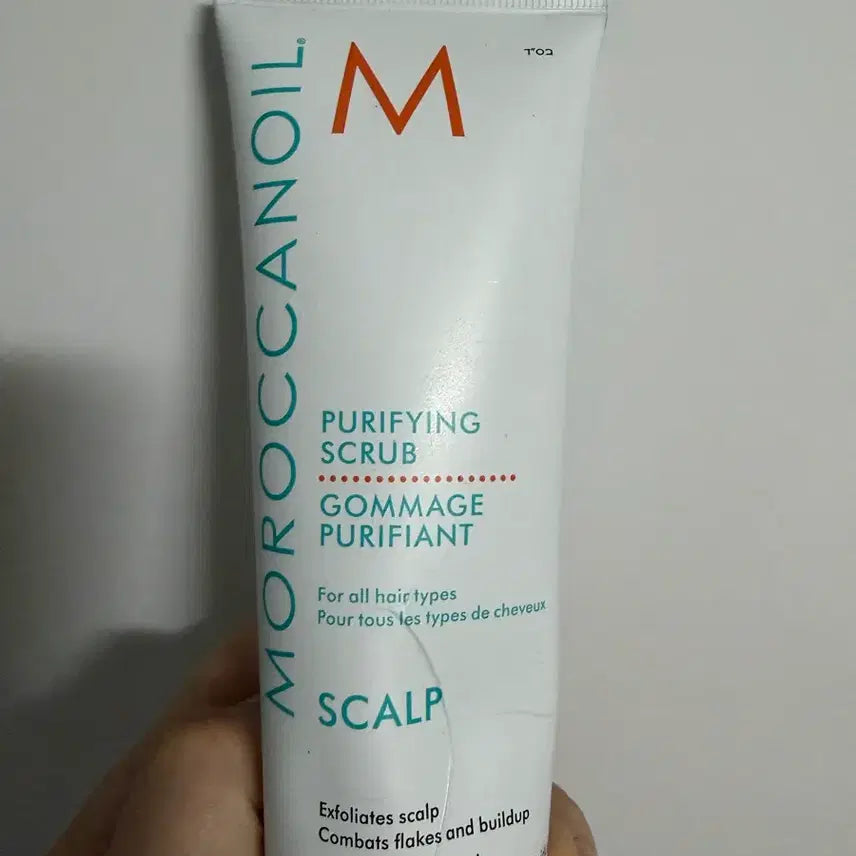 MOROCCANOIL®
M
בס"ד
PURIFYING
SCRUB
GOMMAGE
PURIFIANT
For all hair types
Pour tous les types de cheveux
SCALP
Exfoliates scalp
Combats flakes and buildup